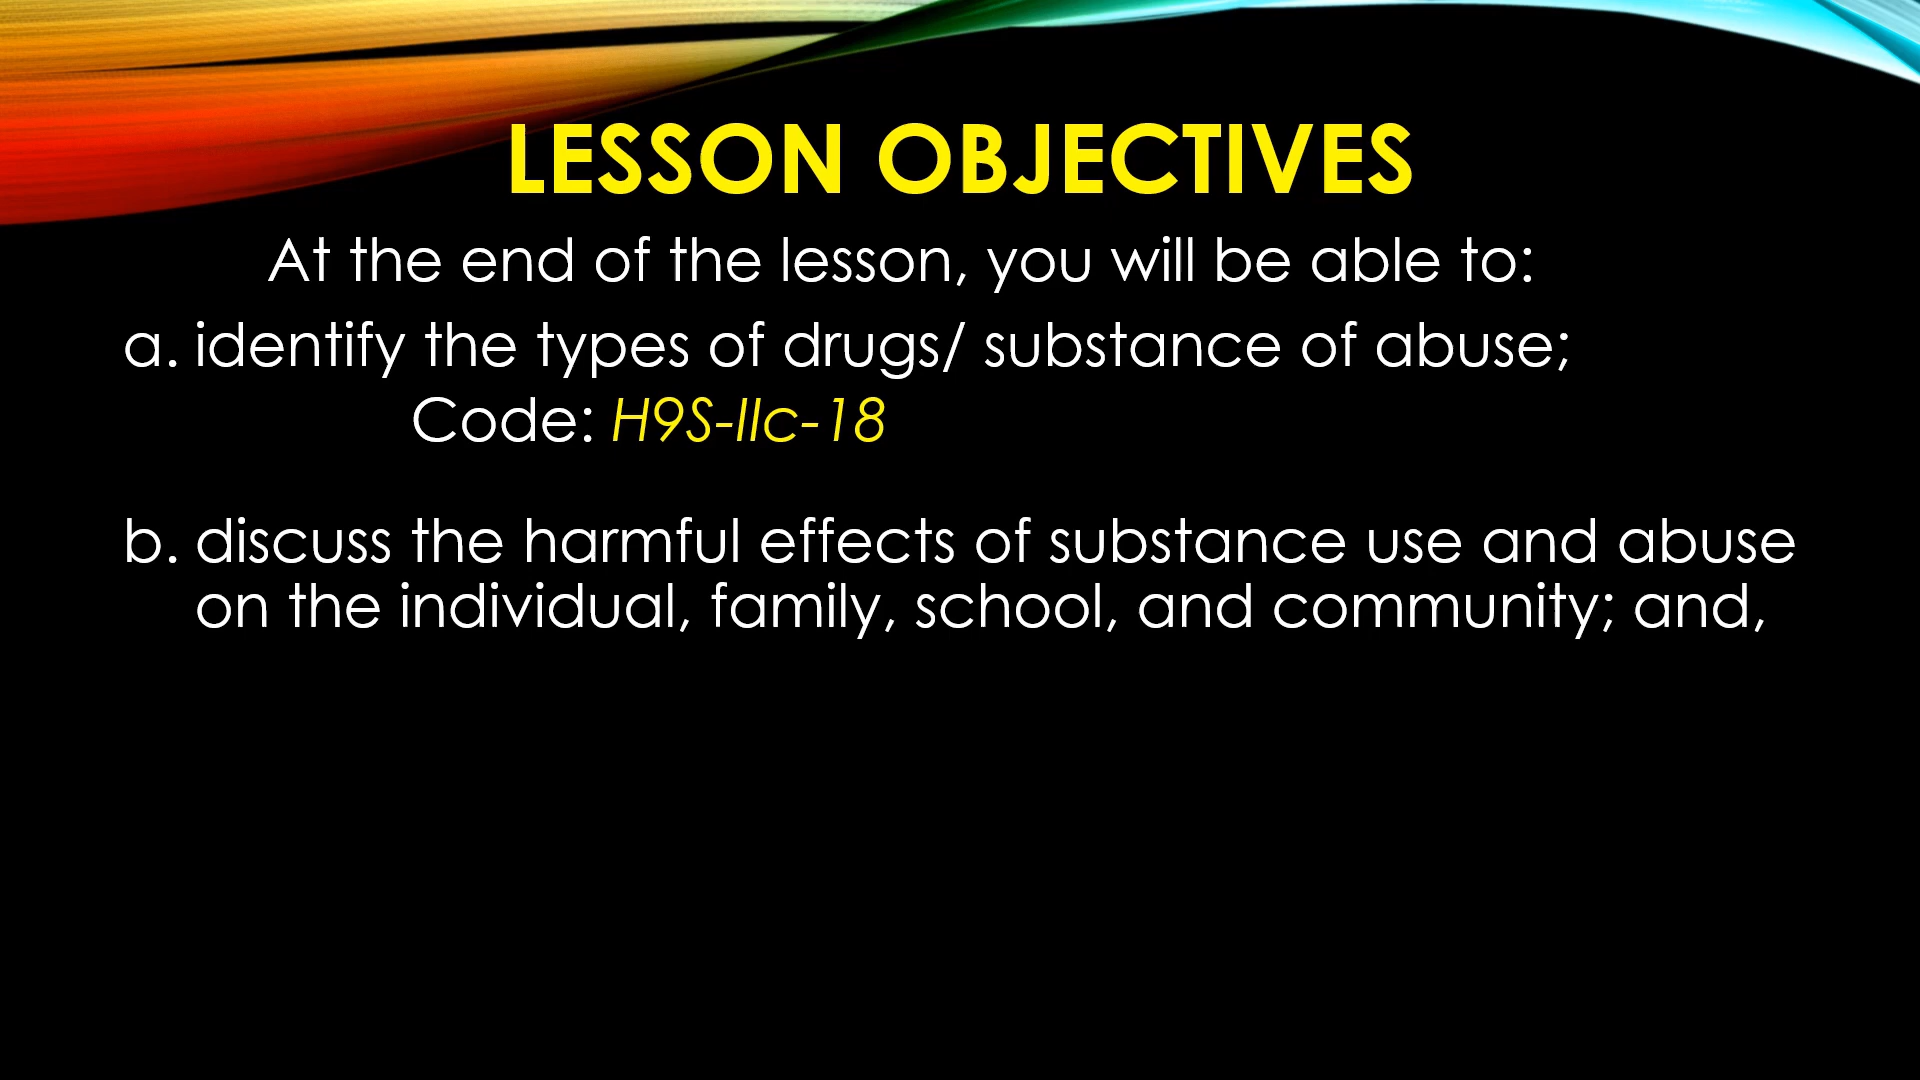 LESSON OBJECTIVES
At the end of the lesson, you will be able to:
a. identify the types of drugs/ substance of abuse;
Code: H9S-IIc-18
b. discuss the harmful effects of substance use and abuse
on the individual, family, school, and community; and,